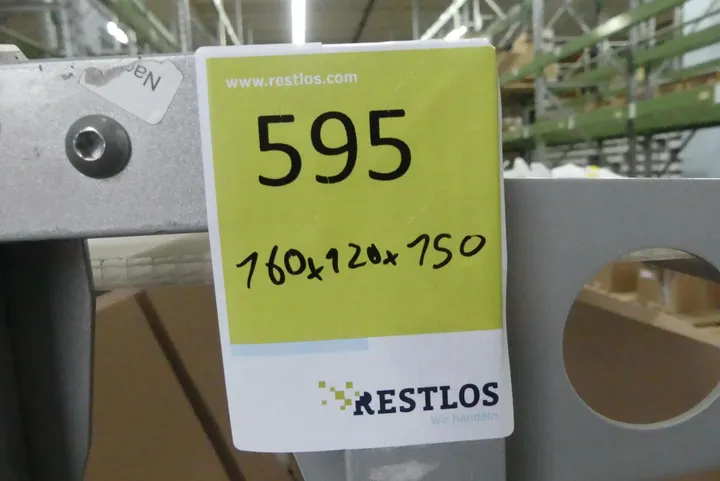 www.restlos.com
595
160x120x150
RESTLOS
Wir handeln.